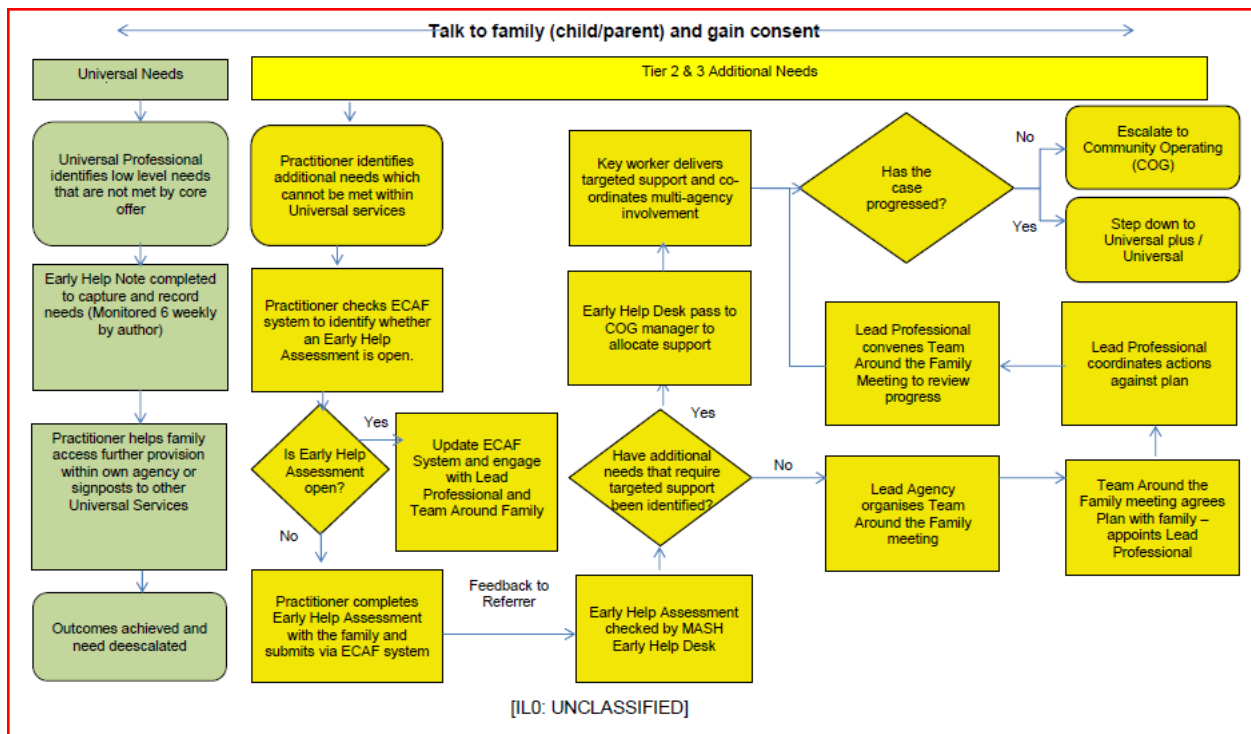 Talk to family (child/parent) and gain consent
Universal Needs
Tier 2 & 3 Additional Needs
Universal Professional
identifies low level needs
that are not met by core
offer
Early Help Note completed
to capture and record
needs (Monitored 6 weekly
by author)
Practitioner helps family
access further provision
within own agency or
signposts to other
Universal Services
Outcomes achieved and
need deescalated
Practitioner identifies
additional needs which
cannot be met within
Universal services
Practitioner checks ECAF
system to identify whether
an Early Help
Assessment is open.
Is Early Help
Assessment
open?
Yes
Update ECAF
System and engage
with Lead
Professional and
Team Around Family
No
Practitioner completes
Early Help Assessment
with the family and
submits via ECAF system
Feedback to
Referrer
Early Help Assessment
checked by MASH
Early Help Desk
Have additional
needs that require
targeted support
been identified?
Yes
Early Help Desk pass to
COG manager to
allocate support
Key worker delivers
targeted support and co-
ordinates multi-agency
involvement
No
Lead Agency
organises Team
Around the Family
meeting
Team Around the
Family meeting agrees
Plan with family –
appoints Lead
Professional
Lead Professional
coordinates actions
against plan
Lead Professional
convenes Team
Around the Family
Meeting to review
progress
Has the
case
progressed?
No
Escalate to
Community Operating
(COG)
Yes
Step down to
Universal plus /
Universal
[IL0: UNCLASSIFIED]